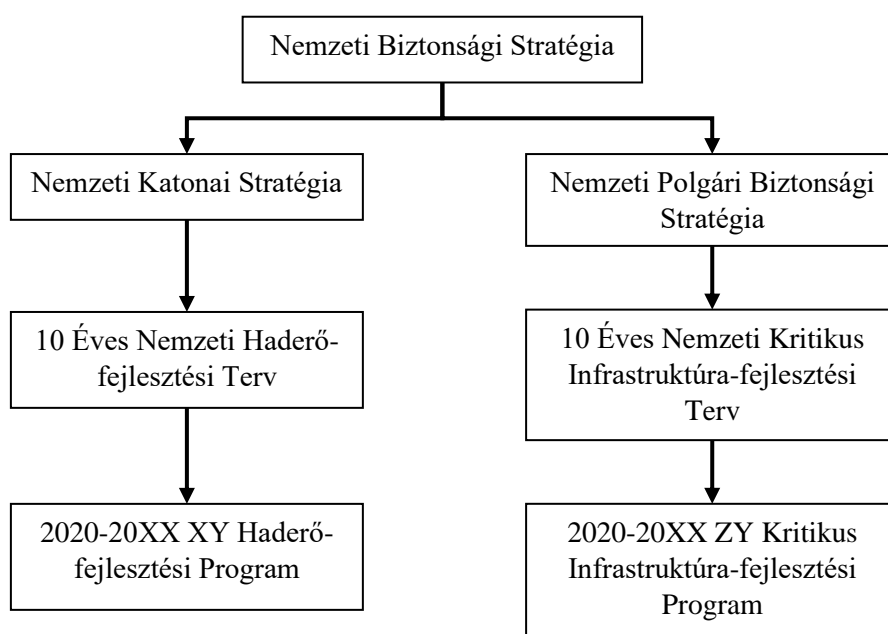 Nemzeti Biztonsági Stratégia
Nemzeti Katonai Stratégia
Nemzeti Polgári Biztonsági
Stratégia
10 Éves Nemzeti Haderő-
fejlesztési Terv
10 Éves Nemzeti Kritikus
Infrastruktúra-fejlesztési
Terv
2020-20XX XY Haderő-
fejlesztési Program
2020-20XX ZY Kritikus
Infrastruktúra-fejlesztési
Program